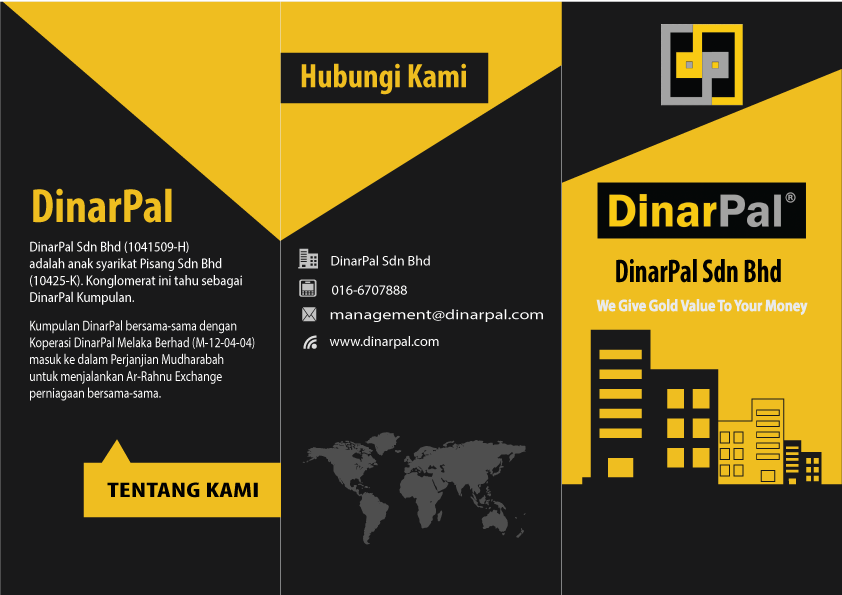 DinarPal
DinarPal Sdn Bhd (1041509-H)
adalah anak syarikat Pisang Sdn Bhd
(10425-K). Konglomerat ini tahu sebagai
DinarPal Kumpulan.
Kumpulan DinarPal bersama-sama dengan
Koperasi DinarPal Melaka Berhad (M-12-04-04)
masuk ke dalam Perjanjian Mudharabah
untuk menjalankan Ar-Rahnu Exchange
perniagaan bersama-sama.
TENTANG KAMI
Hubungi Kami
DinarPal Sdn Bhd
016-6707888
management@dinarpal.com
www.dinarpal.com
DinarPal®
DinarPal Sdn Bhd
We Give Gold Value To Your Money